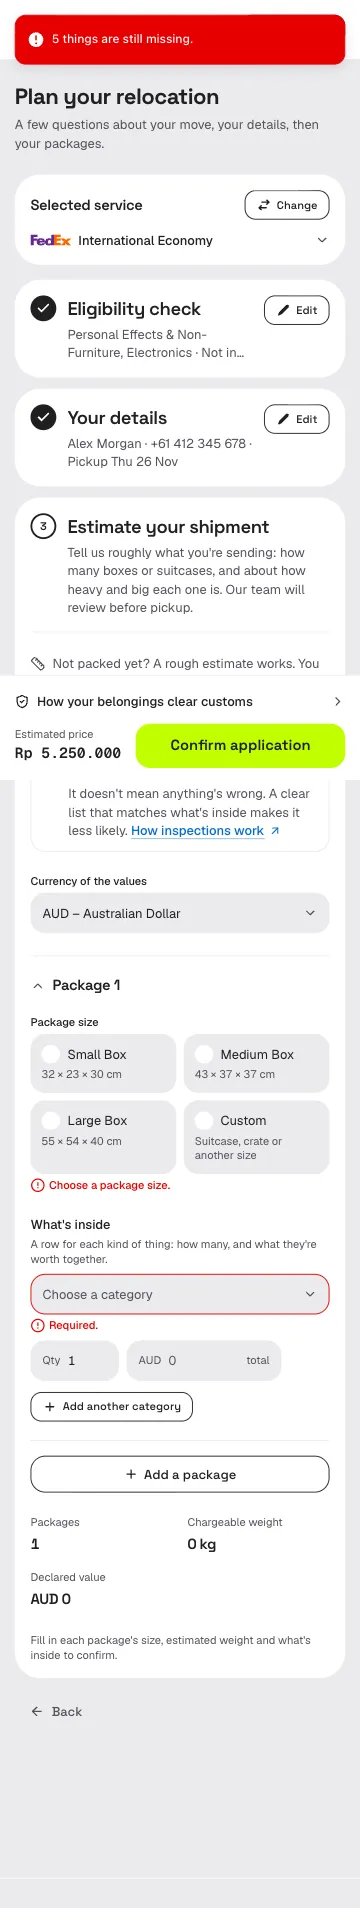 5 things are still missing.
Plan your relocation
A few questions about your move, your details, then
your packages.
Selected service
Change
FedEx International Economy
Eligibility check
Edit
Personal Effects & Non-
Furniture, Electronics · Not in…
Your details
Edit
Alex Morgan · +61 412 345 678 ·
Pickup Thu 26 Nov
3 Estimate your shipment
Tell us roughly what you're sending: how
many boxes or suitcases, and about how
heavy and big each one is. Our team will
review before pickup.
Not packed yet? A rough estimate works. You
How your belongings clear customs
Estimated price
Rp 5.250.000
Confirm application
It doesn't mean anything's wrong. A clear
list that matches what's inside makes it
less likely. How inspections work
Currency of the values
AUD – Australian Dollar
Package 1
Package size
Small Box
32 × 23 × 30 cm
Medium Box
43 × 37 × 37 cm
Large Box
55 × 54 × 40 cm
Custom
Suitcase, crate or
another size
Choose a package size.
What's inside
A row for each kind of thing: how many, and what they're
worth together.
Choose a category
Required.
Qty 1
AUD 0 total
Add another category
Add a package
Packages
1
Chargeable weight
0 kg
Declared value
AUD 0
Fill in each package's size, estimated weight and what's
inside to confirm.
Back